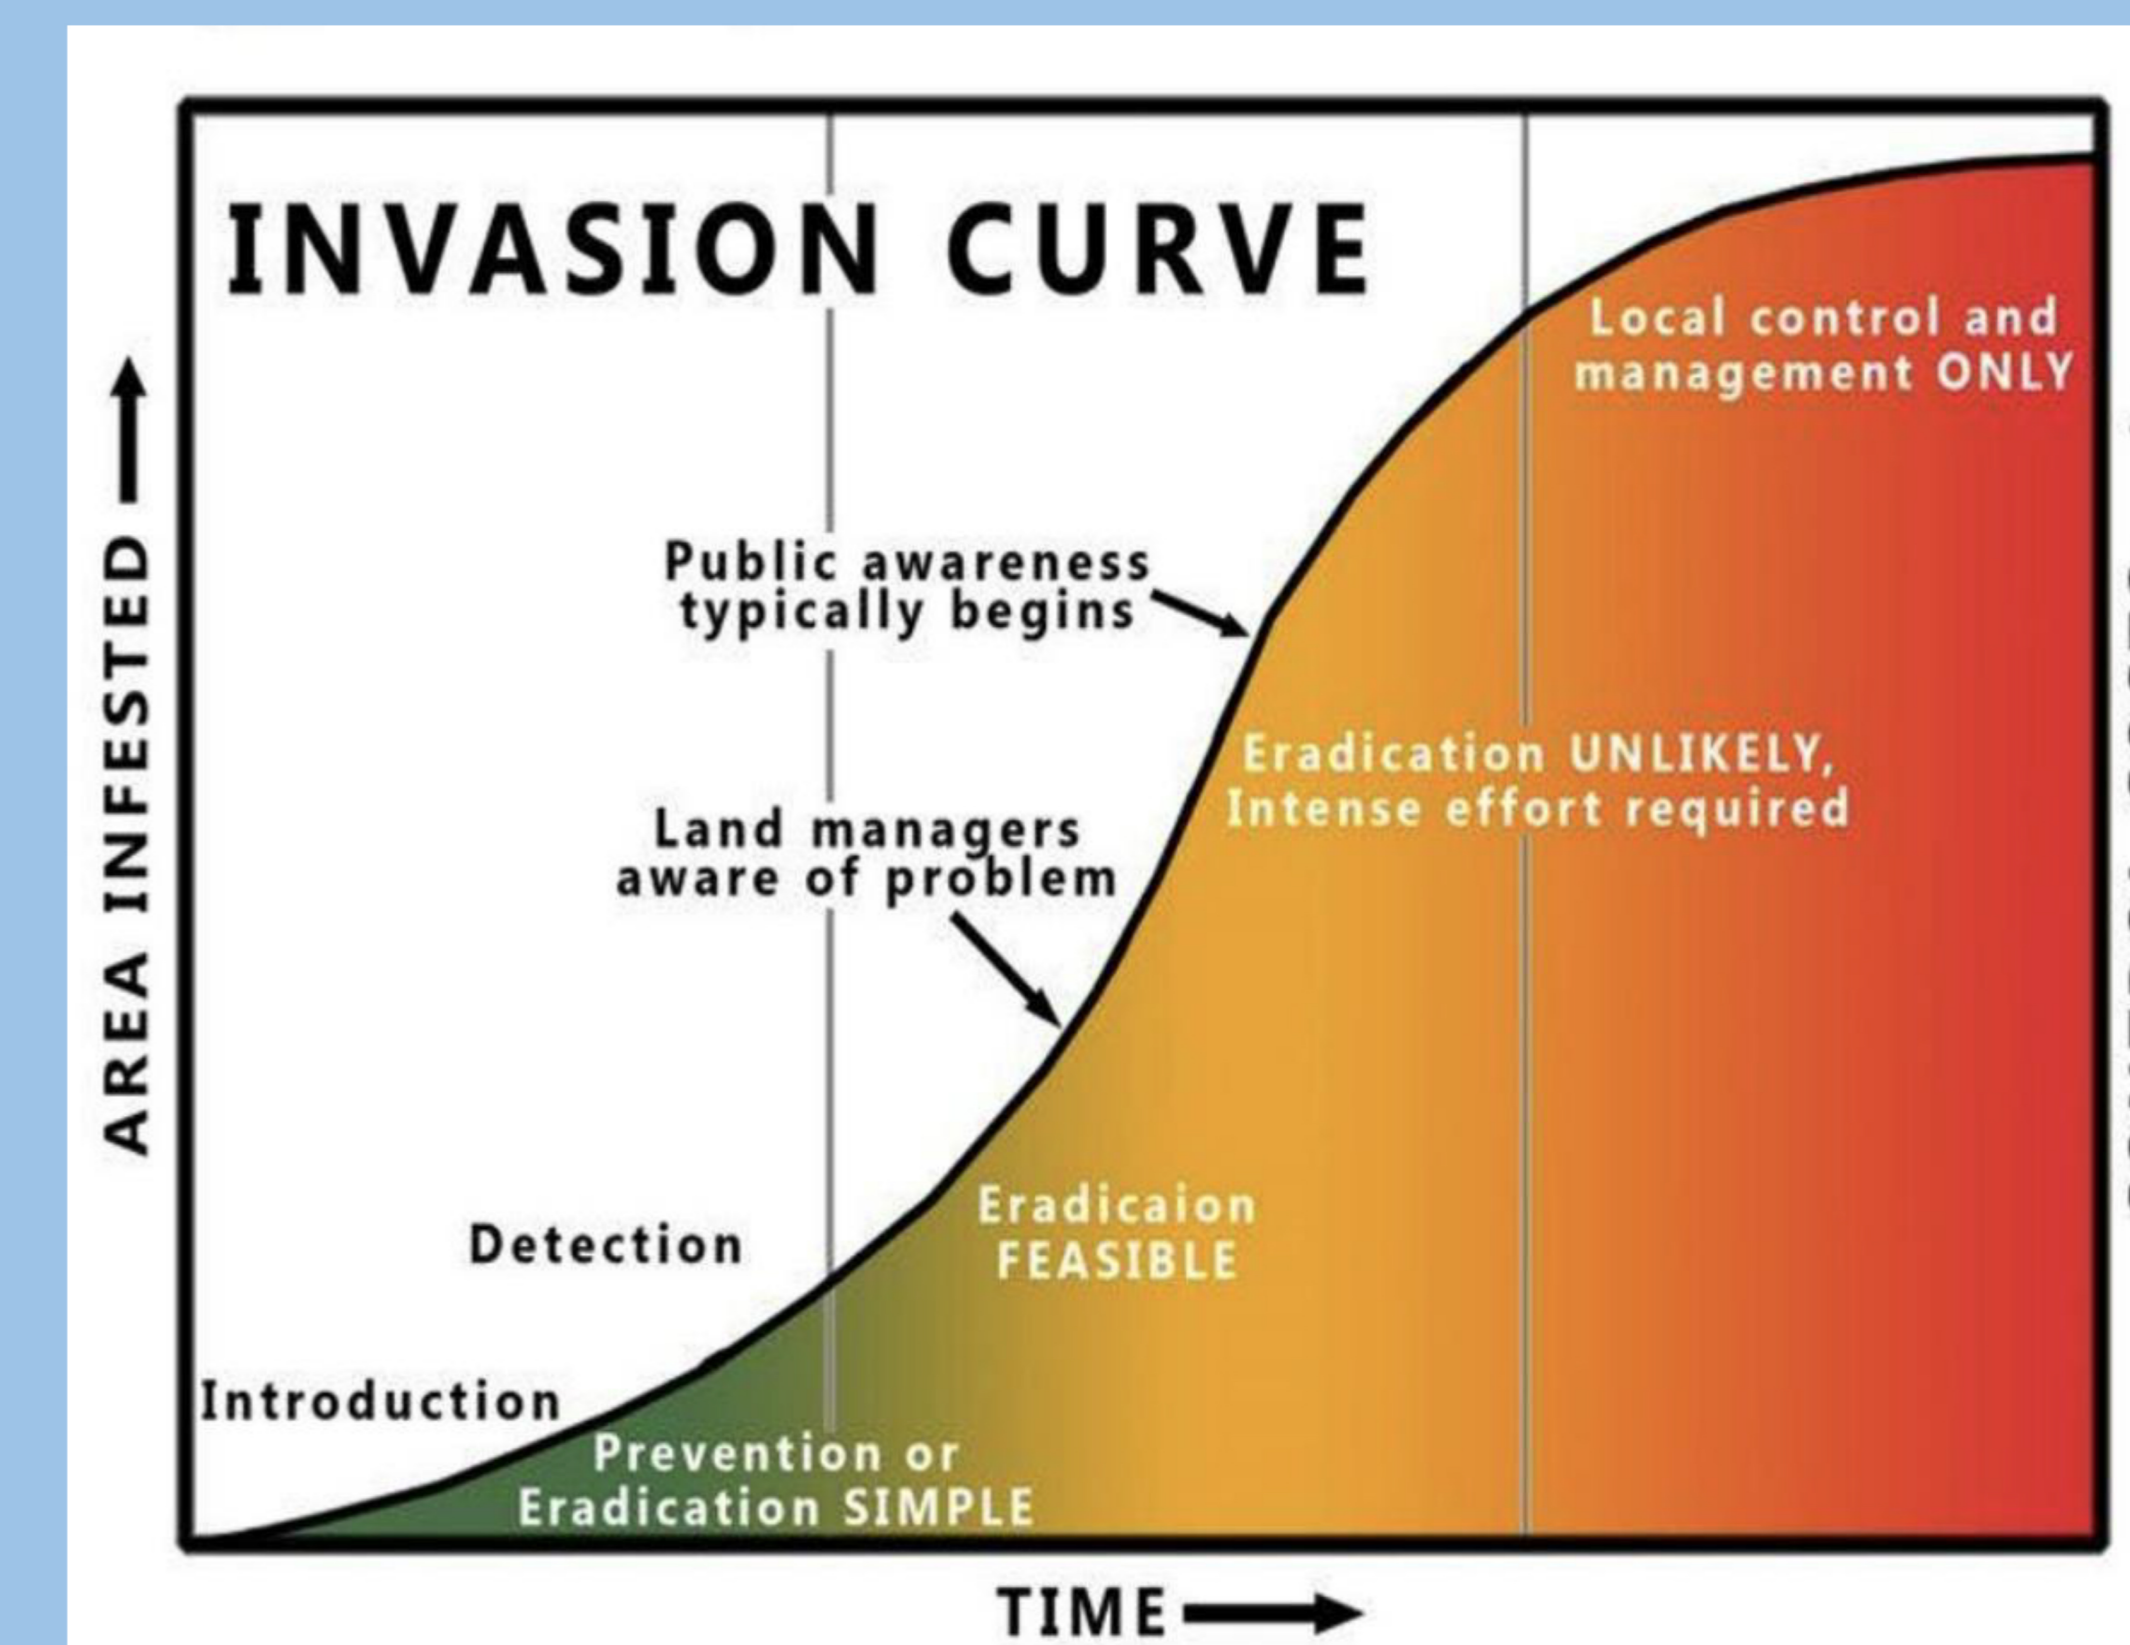 INVASION CURVE
Local control and
management ONLY
Public awareness
typically begins
Eradication UNLIKELY,
Intense effort required
Land managers
aware of problem
AREA INFESTED
Eradicaion
FEASIBLE
Detection
Introduction
Prevention or
Eradication SIMPLE
TIME